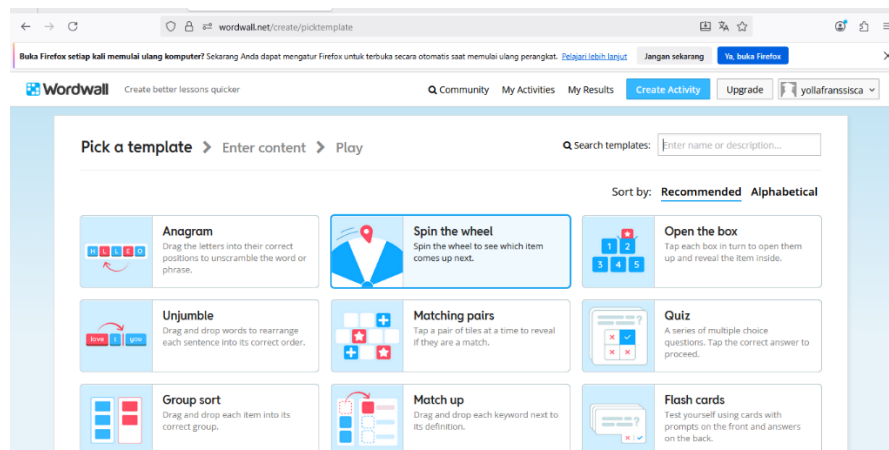 wordwall.net/create/picktemplate
Buka Firefox setiap kali memulai ulang komputer? Sekarang Anda dapat mengatur Firefox untuk terbuka secara otomatis saat memulai ulang perangkat. Pelajari lebih lanjut Jangan sekarang Ya, buka Firefox
Wordwall Create better lessons quicker Community My Activities My Results Create Activity Upgrade yollafranssisca
Pick a template > Enter content > Play Search templates: Enter name or description...
Sort by: Recommended Alphabetical
Anagram
Drag the letters into their correct
positions to unscramble the word or
phrase.
H L L E O
Spin the wheel
Spin the wheel to see which item
comes up next.
Open the box
Tap each box in turn to open them
up and reveal the item inside.
1 2
3 4 5
Unjumble
Drag and drop words to rearrange
each sentence into its correct order.
love I you
Matching pairs
Tap a pair of tiles at a time to reveal
if they are a match.
Quiz
A series of multiple choice
questions. Tap the correct answer to
proceed.
?
Group sort
Drag and drop each item into its
correct group.
Match up
Drag and drop each keyword next to
its definition.
Flash cards
Test yourself using cards with
prompts on the front and answers
on the back.
?